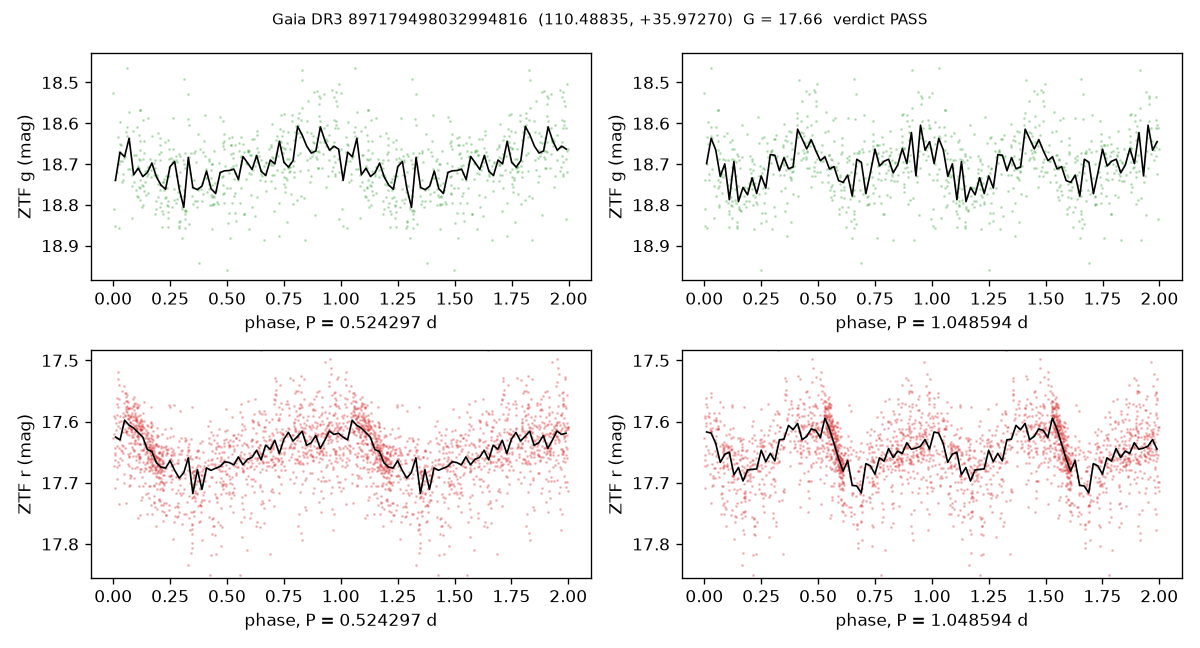 Gaia DR3 897179498032994816 (110.48835, +35.97270) G = 17.66 verdict PASS
ZTF g (mag)
18.5
18.6
18.7
18.8
18.9
0.00 0.25 0.50 0.75 1.00 1.25 1.50 1.75 2.00
phase, P = 0.524297 d
ZTF g (mag)
18.5
18.6
18.7
18.8
18.9
0.00 0.25 0.50 0.75 1.00 1.25 1.50 1.75 2.00
phase, P = 1.048594 d
ZTF r (mag)
17.5
17.6
17.7
17.8
0.00 0.25 0.50 0.75 1.00 1.25 1.50 1.75 2.00
phase, P = 0.524297 d
ZTF r (mag)
17.5
17.6
17.7
17.8
0.00 0.25 0.50 0.75 1.00 1.25 1.50 1.75 2.00
phase, P = 1.048594 d